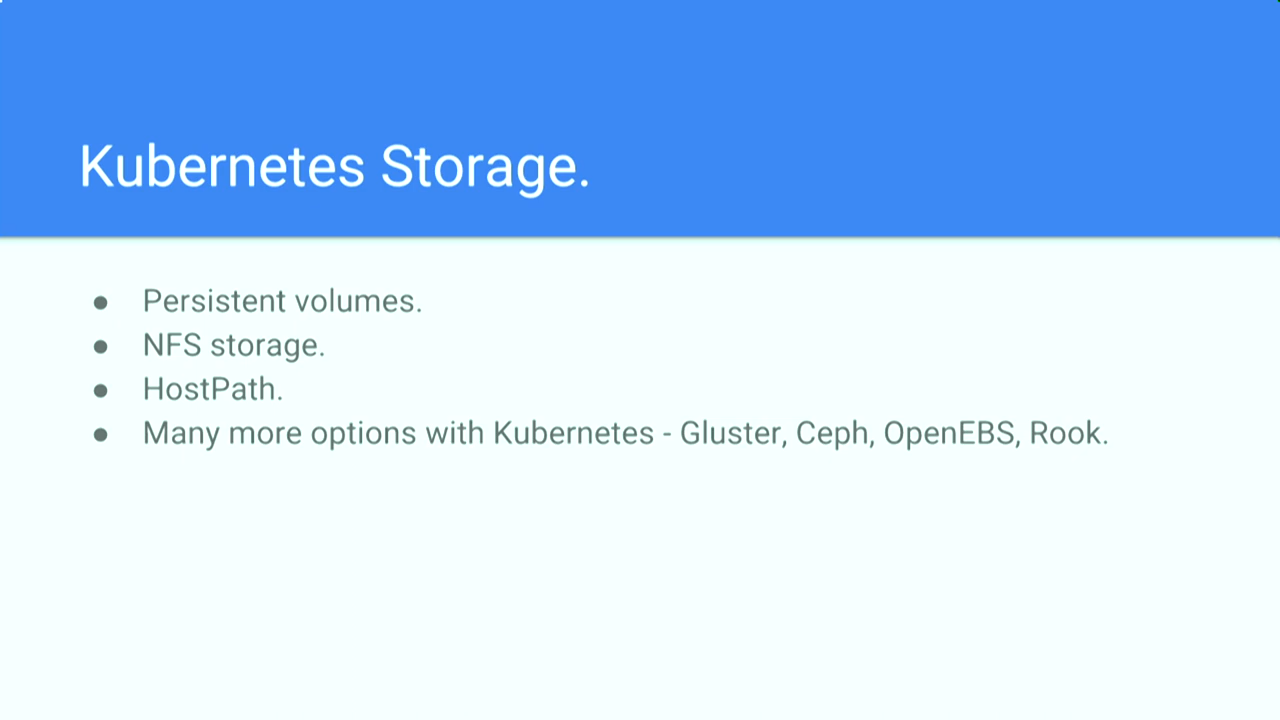 Kubernetes Storage.
● Persistent volumes.
● NFS storage.
● HostPath.
● Many more options with Kubernetes - Gluster, Ceph, OpenEBS, Rook.